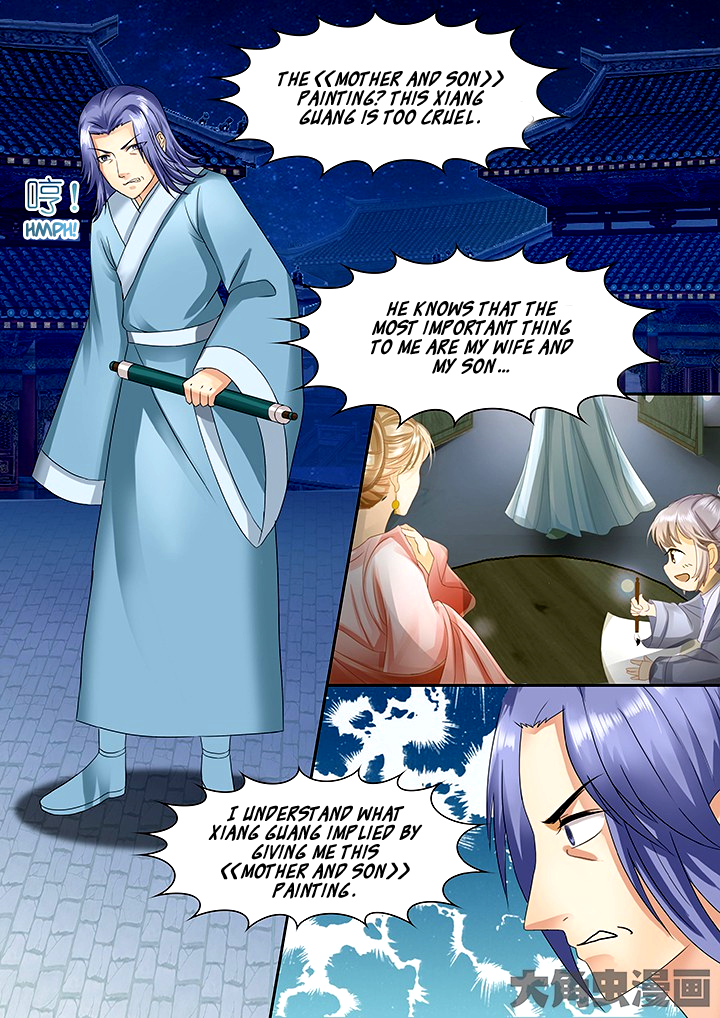 THE <<MOTHER AND SON>>
PAINTING? THIS XIANG
GUANG IS TOO CRUEL.
哼!
HMPH!
HE KNOWS THAT THE
MOST IMPORTANT THING
TO ME ARE MY WIFE AND
MY SON...
I UNDERSTAND WHAT
XIANG GUANG IMPLIED BY
GIVING ME THIS
<<MOTHER AND SON>>
PAINTING.
大角虫漫画